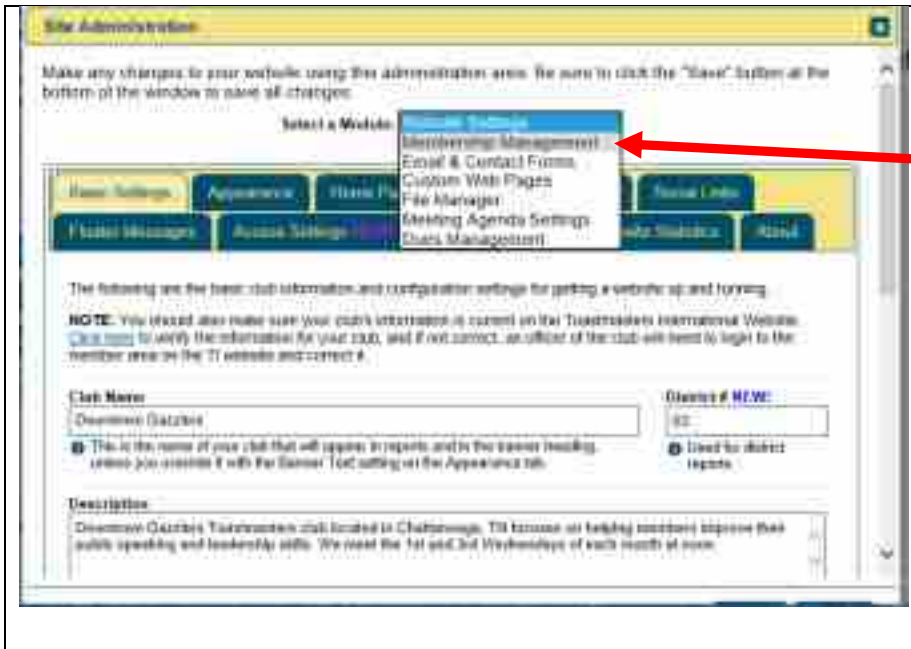 Site Administration
Make any changes to your website using this administration area. Be sure to click the "Save" button at the
bottom of the window to save all changes.
Select a Module: Website Settings
Membership Management
Email & Contact Forms
Custom Web Pages
File Manager
Meeting Agenda Settings
Dues Management
Basic Settings Appearance Home Social Links
Footer Messages Access Settings Statistics About
The following are the basic club information and configuration settings for getting a website up and running.
NOTE: You should also make sure your club's information is current on the Toastmasters International Website.
Click here to verify the information for your club, and if not correct, an officer of the club will need to login to the
member area on the TI website and correct it.
Club Name
District # NEW!
Downtown Dazzlers
This is the name of your club that will appear in reports and in the banner heading,
unless you override it with the Banner Text setting on the Appearance tab.
Used for district
reports
Description
Downtown Dazzlers Toastmasters club located in Chattanooga, TN focuses on helping members improve their
public speaking and leadership skills. We meet the 1st and 3rd Wednesdays of each month at noon.